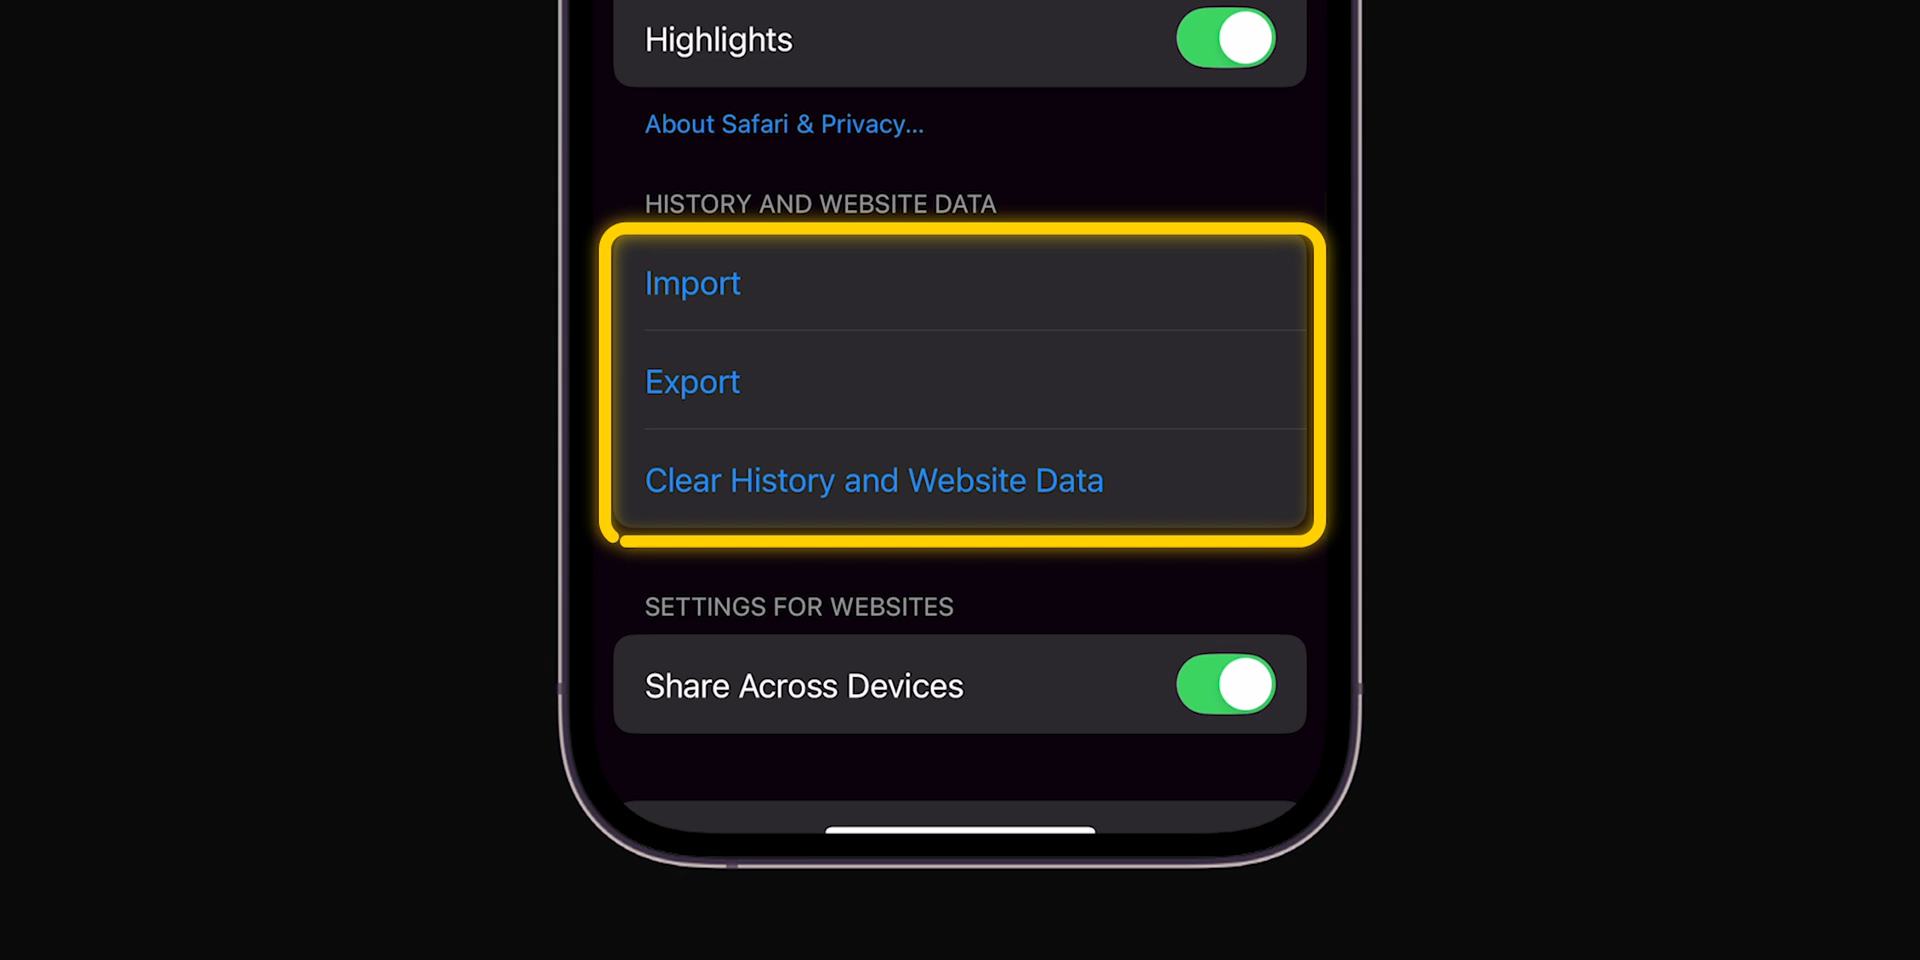 Highlights
About Safari & Privacy...
HISTORY AND WEBSITE DATA
Import
Export
Clear History and Website Data
SETTINGS FOR WEBSITES
Share Across Devices